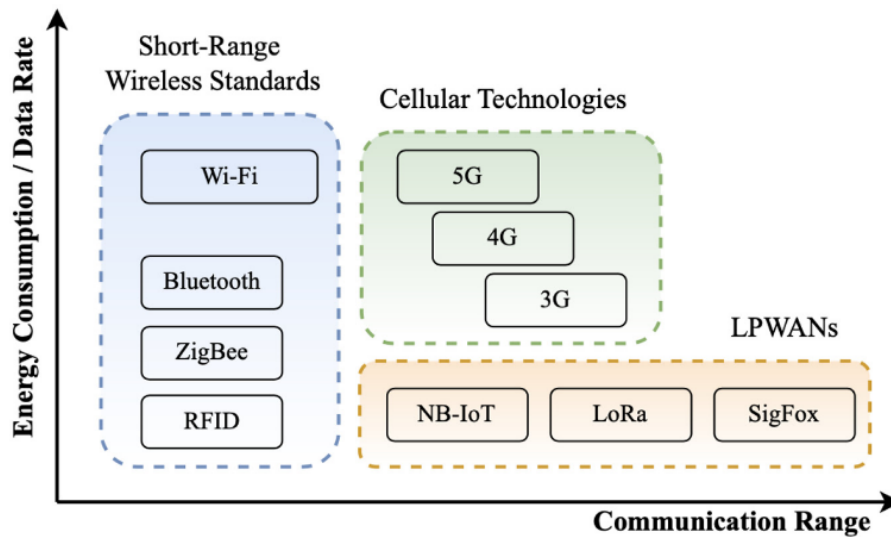 Energy Consumption / Data Rate
Short-Range
Wireless Standards
Wi-Fi
Bluetooth
ZigBee
RFID
Cellular Technologies
5G
4G
3G
LPWANs
NB-IoT
LoRa
SigFox
Communication Range